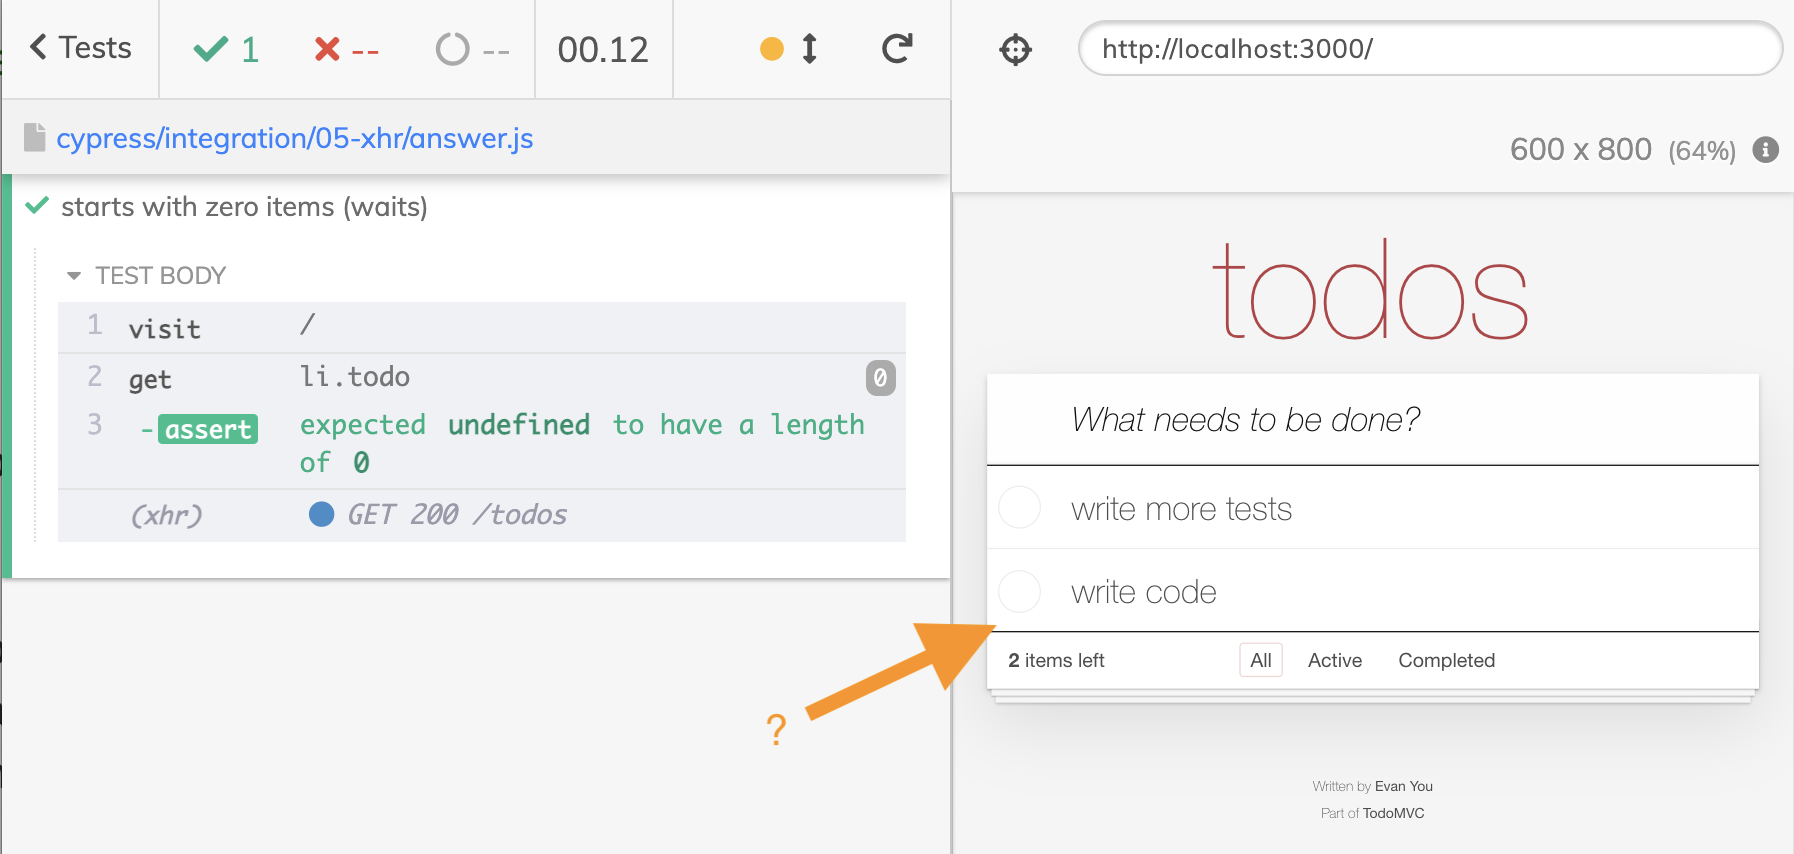 Tests
1
--
--
00.12
http://localhost:3000/
cypress/integration/05-xhr/answer.js
600 x 800 (64%)
starts with zero items (waits)
TEST BODY
1 visit /
2 get li.todo 0
3 -assert expected undefined to have a length
of 0
(xhr) GET 200 /todos
?
todos
What needs to be done?
write more tests
write code
2 items left All Active Completed
Written by Evan You
Part of TodoMVC